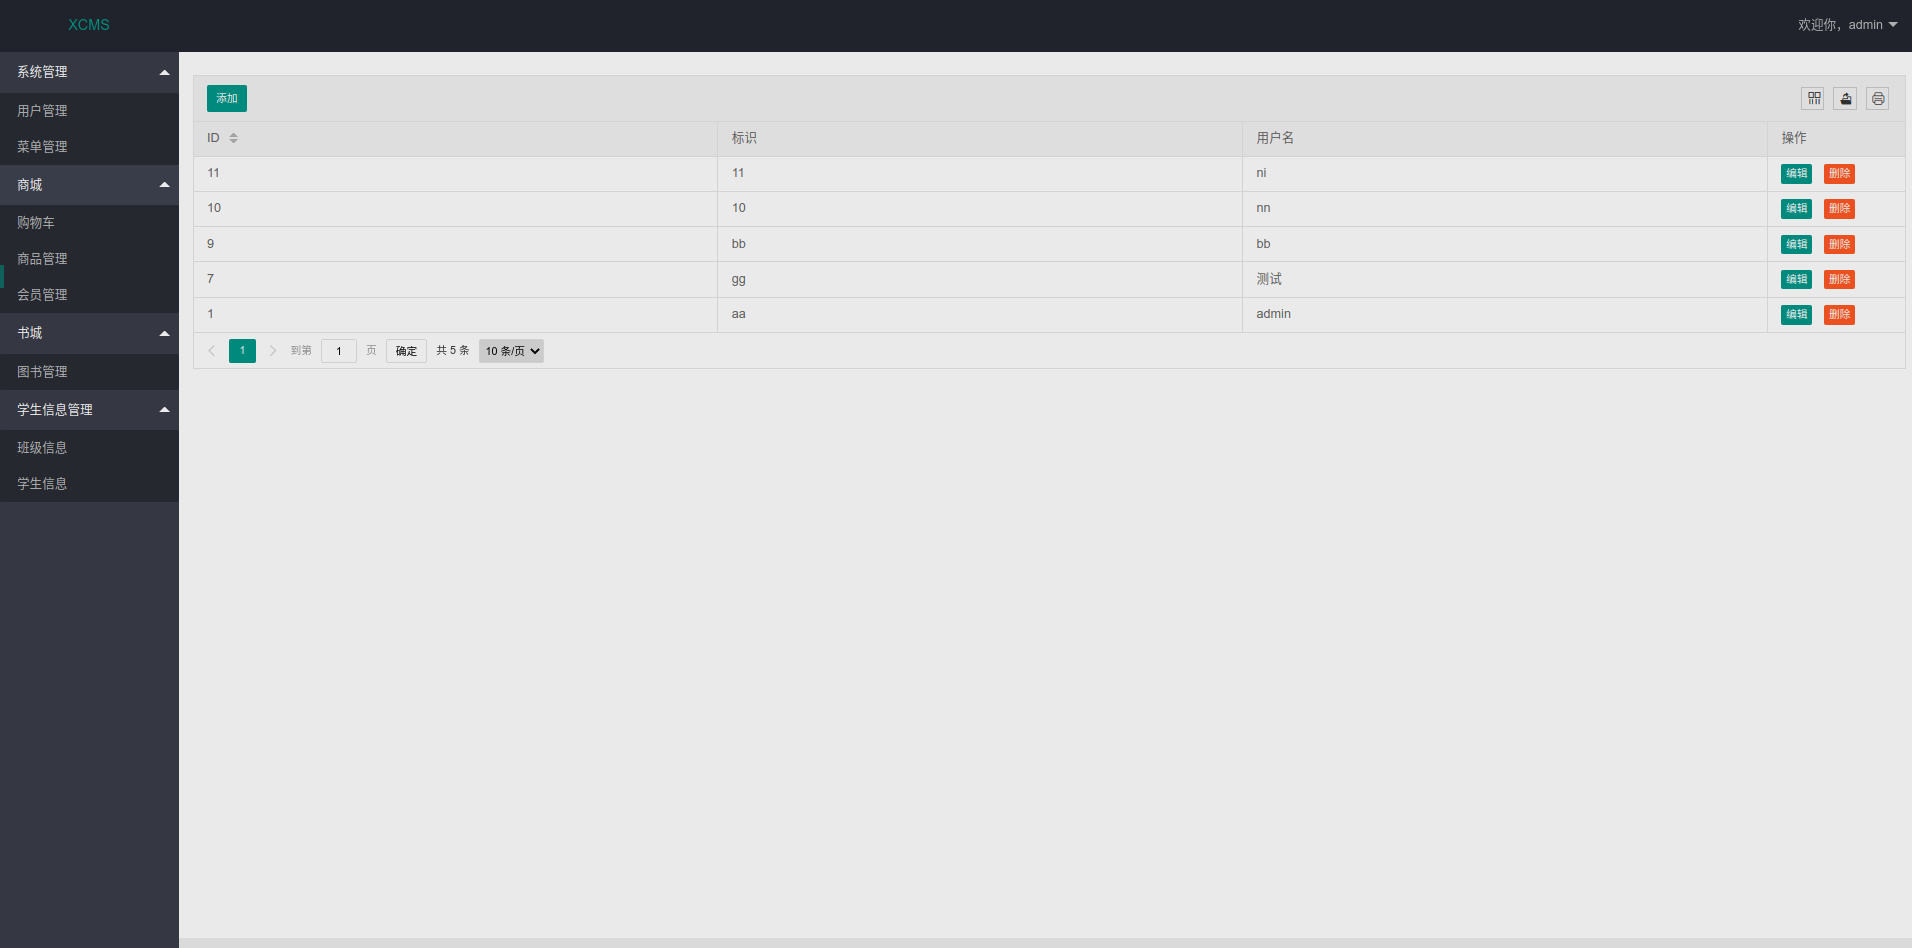 XCMS
欢迎你，admin
系统管理
用户管理
菜单管理
商城
购物车
商品管理
会员管理
书城
图书管理
学生信息管理
班级信息
学生信息
添加
ID 标识 用户名 操作
11 11 ni 编辑 删除
10 10 nn 编辑 删除
9 bb bb 编辑 删除
7 gg 测试 编辑 删除
1 aa admin 编辑 删除
1 到第 1 页 确定 共 5 条 10 条/页